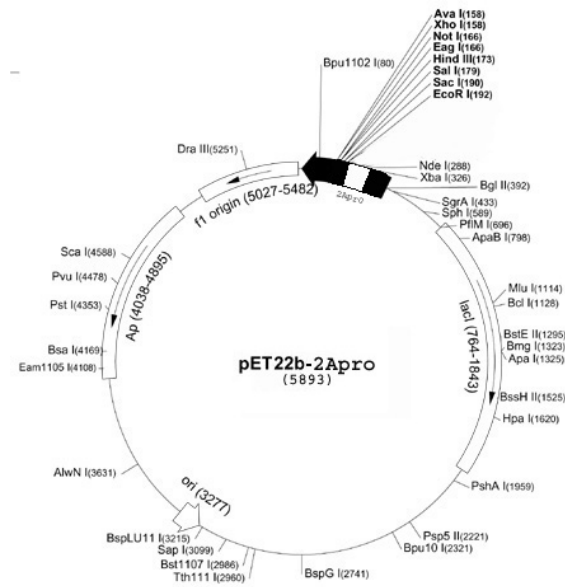 Ava I(158)
Xho I(158)
Not I(166)
Eag I(166)
Hind III(173)
Sal I(179)
Sac I(190)
EcoR I(192)
Bpu1102 I(80)
Dra III(5251)
Nde I(288)
Xba I(326)
Bgl II(392)
SgrA I(433)
Sph I(589)
PflM I(696)
ApaB I(798)
2Apro
f1 origin (5027-5482)
Sca I(4588)
Pvu I(4478)
Pst I(4353)
Bsa I(4169)
Eam1105 I(4108)
Ap (4038-4895)
lacI (764-1843)
Mlu I(1114)
Bcl I(1128)
BstE II(1295)
Bmg I(1323)
Apa I(1325)
BssH II(1525)
Hpa I(1620)
pET22b-2Apro
(5893)
AlwN I(3631)
ori (3277)
PshA I(1959)
BspLU11 I(3215)
Sap I(3099)
Bst1107 I(2986)
Tth111 I(2960)
BspG I(2741)
Psp5 II(2221)
Bpu10 I(2321)